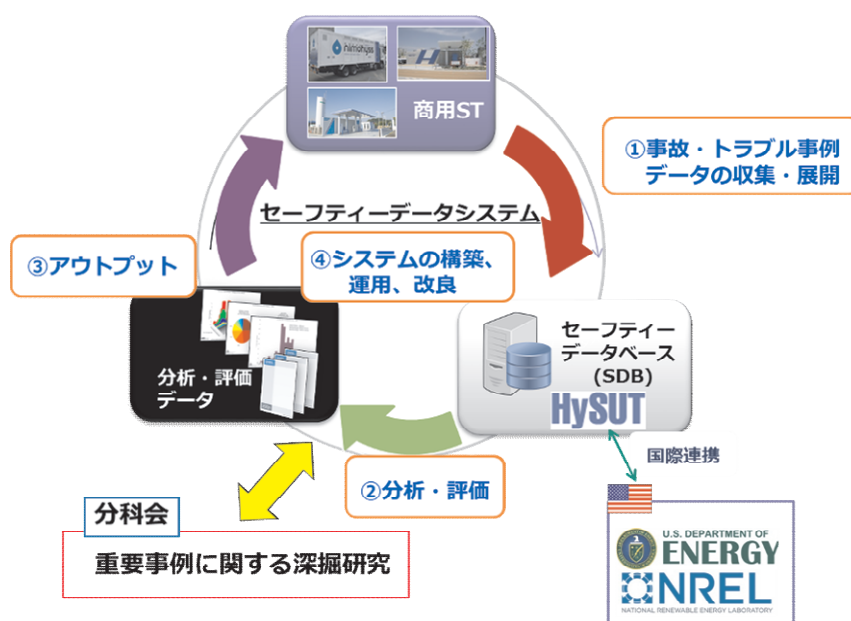 nimohyss
商用ST
①事故・トラブル事例
データの収集・展開
セーフティーデータシステム
③アウトプット
④システムの構築、
運用、改良
セーフティー
データベース
(SDB)
HySUT
分析・評価
データ
国際連携
②分析・評価
分科会
重要事例に関する深掘研究
U.S. DEPARTMENT OF
ENERGY
NREL
NATIONAL RENEWABLE ENERGY LABORATORY